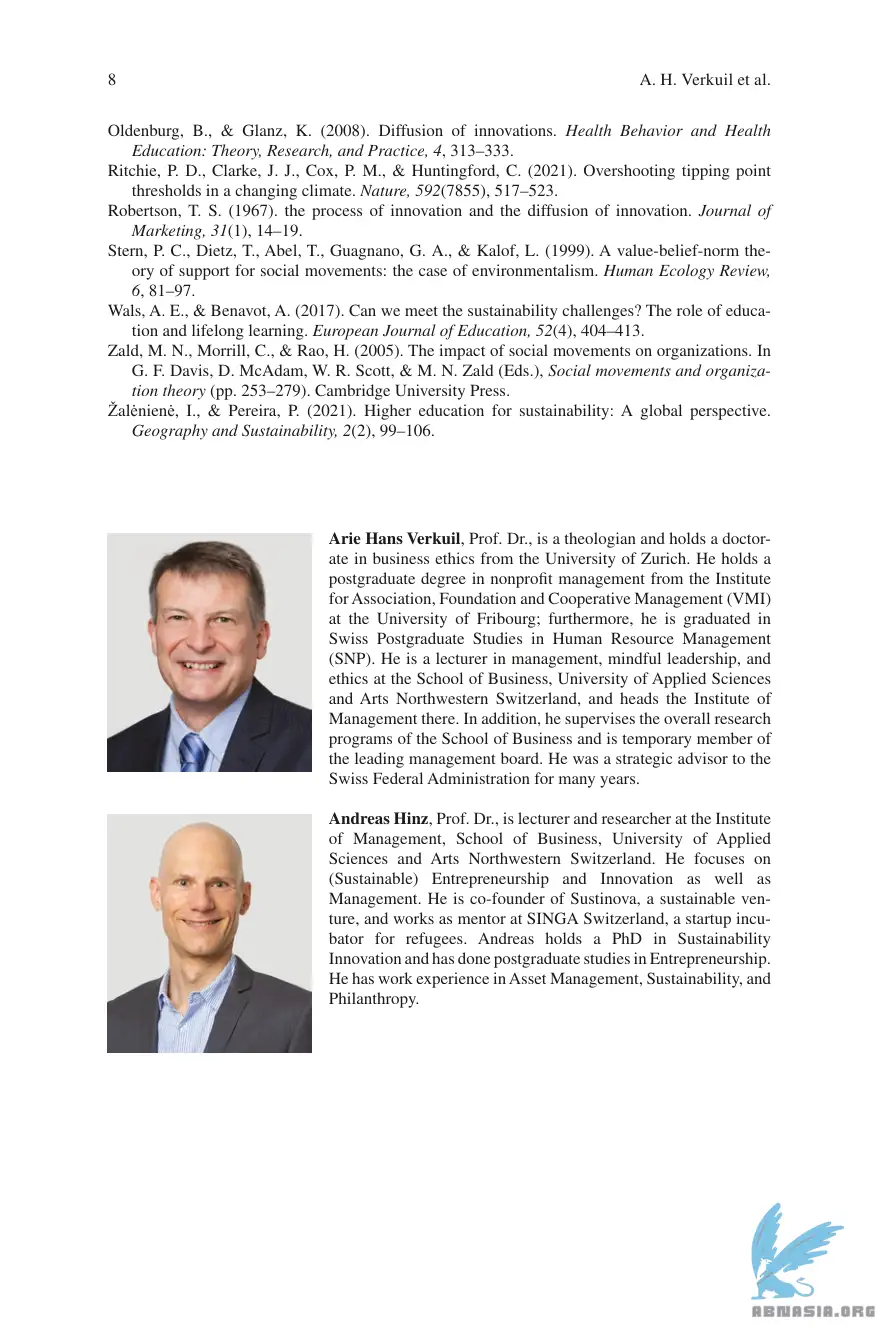 8 A. H. Verkuil et al.
Oldenburg, B., & Glanz, K. (2008). Diffusion of innovations. Health Behavior and Health
Education: Theory, Research, and Practice, 4, 313–333.
Ritchie, P. D., Clarke, J. J., Cox, P. M., & Huntingford, C. (2021). Overshooting tipping point
thresholds in a changing climate. Nature, 592(7855), 517–523.
Robertson, T. S. (1967). the process of innovation and the diffusion of innovation. Journal of
Marketing, 31(1), 14–19.
Stern, P. C., Dietz, T., Abel, T., Guagnano, G. A., & Kalof, L. (1999). A value-belief-norm the-
ory of support for social movements: the case of environmentalism. Human Ecology Review,
6, 81–97.
Wals, A. E., & Benavot, A. (2017). Can we meet the sustainability challenges? The role of educa-
tion and lifelong learning. European Journal of Education, 52(4), 404–413.
Zald, M. N., Morrill, C., & Rao, H. (2005). The impact of social movements on organizations. In
G. F. Davis, D. McAdam, W. R. Scott, & M. N. Zald (Eds.), Social movements and organiza-
tion theory (pp. 253–279). Cambridge University Press.
Žalėnienė, I., & Pereira, P. (2021). Higher education for sustainability: A global perspective.
Geography and Sustainability, 2(2), 99–106.
Arie Hans Verkuil, Prof. Dr., is a theologian and holds a doctor-
ate in business ethics from the University of Zurich. He holds a
postgraduate degree in nonprofit management from the Institute
for Association, Foundation and Cooperative Management (VMI)
at the University of Fribourg; furthermore, he is graduated in
Swiss Postgraduate Studies in Human Resource Management
(SNP). He is a lecturer in management, mindful leadership, and
ethics at the School of Business, University of Applied Sciences
and Arts Northwestern Switzerland, and heads the Institute of
Management there. In addition, he supervises the overall research
programs of the School of Business and is temporary member of
the leading management board. He was a strategic advisor to the
Swiss Federal Administration for many years.
Andreas Hinz, Prof. Dr., is lecturer and researcher at the Institute
of Management, School of Business, University of Applied
Sciences and Arts Northwestern Switzerland. He focuses on
(Sustainable) Entrepreneurship and Innovation as well as
Management. He is co-founder of Sustinova, a sustainable ven-
ture, and works as mentor at SINGA Switzerland, a startup incu-
bator for refugees. Andreas holds a PhD in Sustainability
Innovation and has done postgraduate studies in Entrepreneurship.
He has work experience in Asset Management, Sustainability, and
Philanthropy.
ABNASIA.ORG